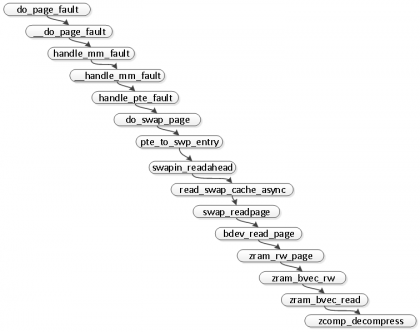 do_page_fault
__do_page_fault
handle_mm_fault
__handle_mm_fault
handle_pte_fault
do_swap_page
pte_to_swp_entry
swapin_readahead
read_swap_cache_async
swap_readpage
bdev_read_page
zram_rw_page
zram_bvec_rw
zram_bvec_read
zcomp_decompress